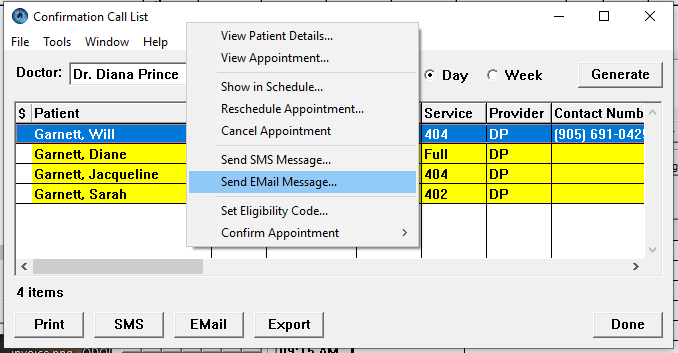 Confirmation Call List
File Tools Window Help
Doctor: Dr. Diana Prince Day Week Generate
View Patient Details...
View Appointment...
Show in Schedule...
Reschedule Appointment...
Cancel Appointment
Send SMS Message...
Send EMail Message...
Set Eligibility Code...
Confirm Appointment
$ Patient Service Provider Contact Numb
Garnett, Will 404 DP (905) 691-042
Garnett, Diane Full DP
Garnett, Jacqueline 404 DP
Garnett, Sarah 402 DP
4 items
Print SMS EMail Export Done
09:15 AM